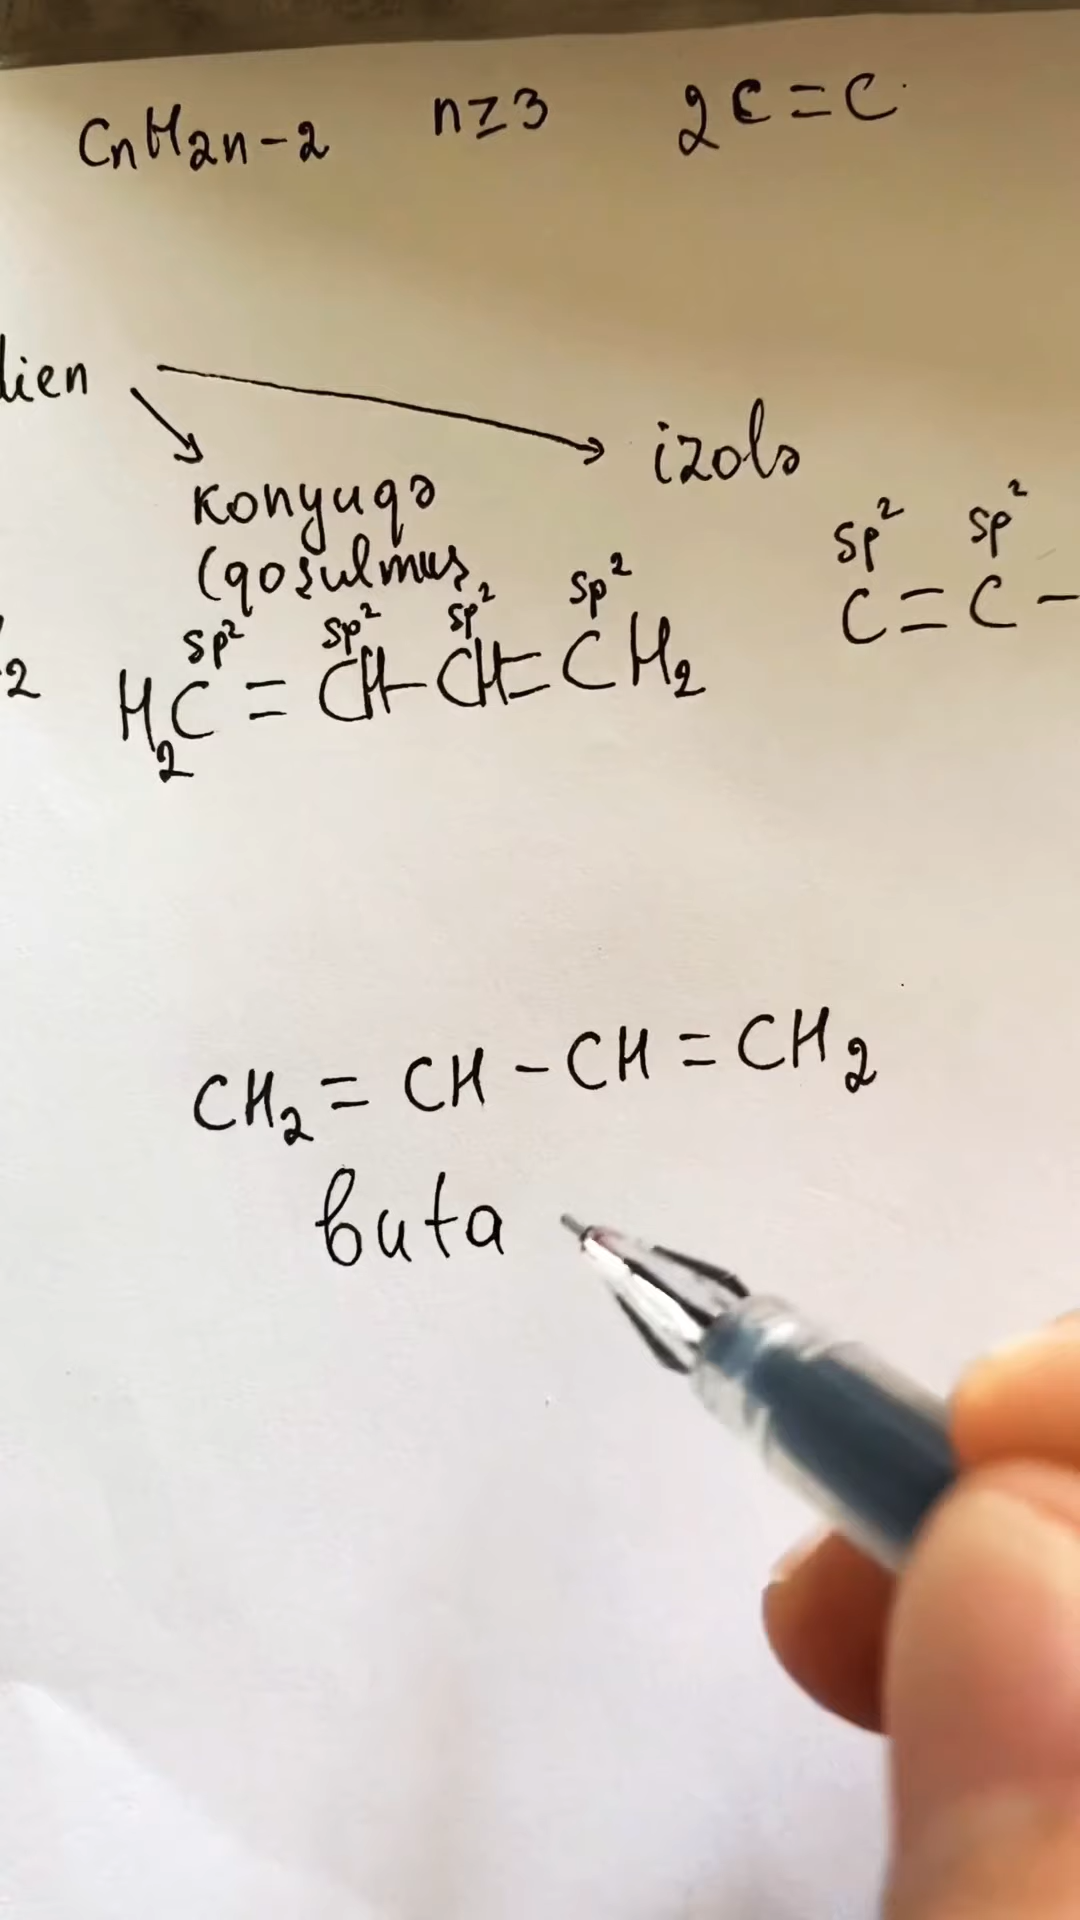 CnH2n-2 n≥3 2C=C
dien
izolə
konyuqə
(qoşulmuş
sp² sp² sp² sp²
H2C=CH-CH=CH2
sp² sp²
C=C-
2
CH2=CH-CH=CH2
buta